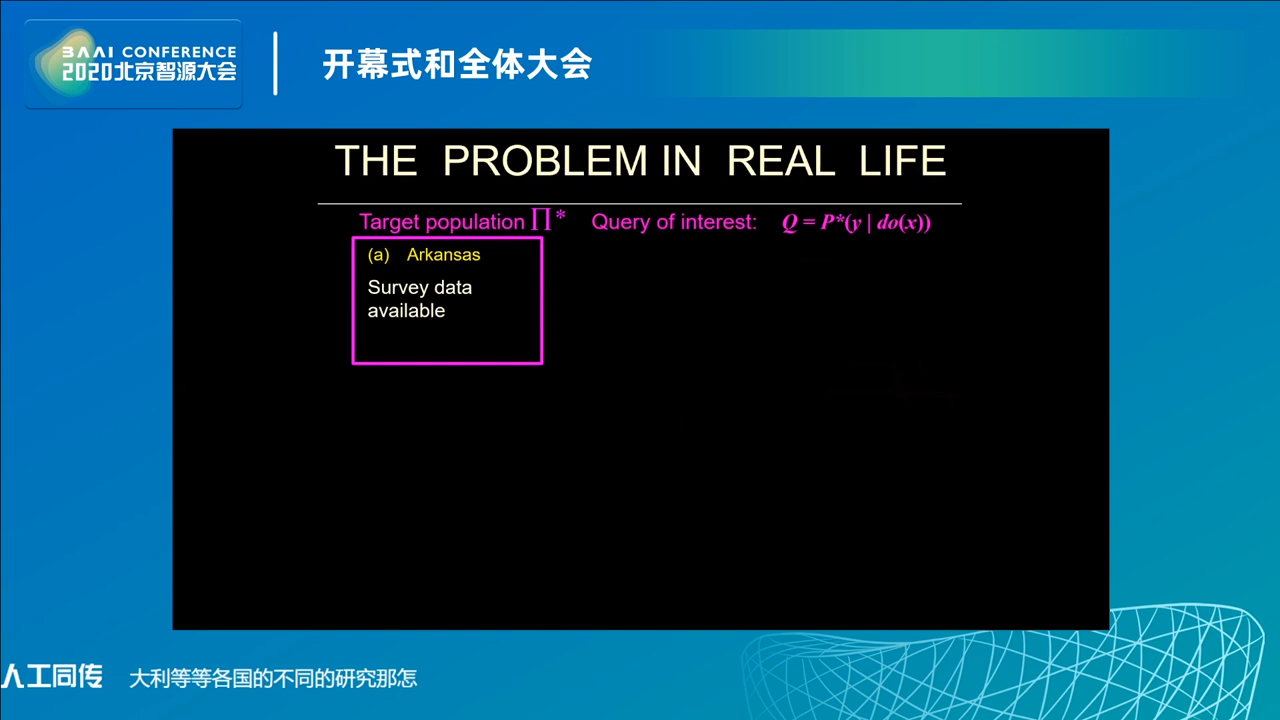 BAAI CONFERENCE
2020北京智源大会
开幕式和全体大会
THE PROBLEM IN REAL LIFE
Target population ∏* Query of interest: Q = P*(y | do(x))
(a) Arkansas
Survey data
available
人工同传 大利等等各国的不同的研究那怎